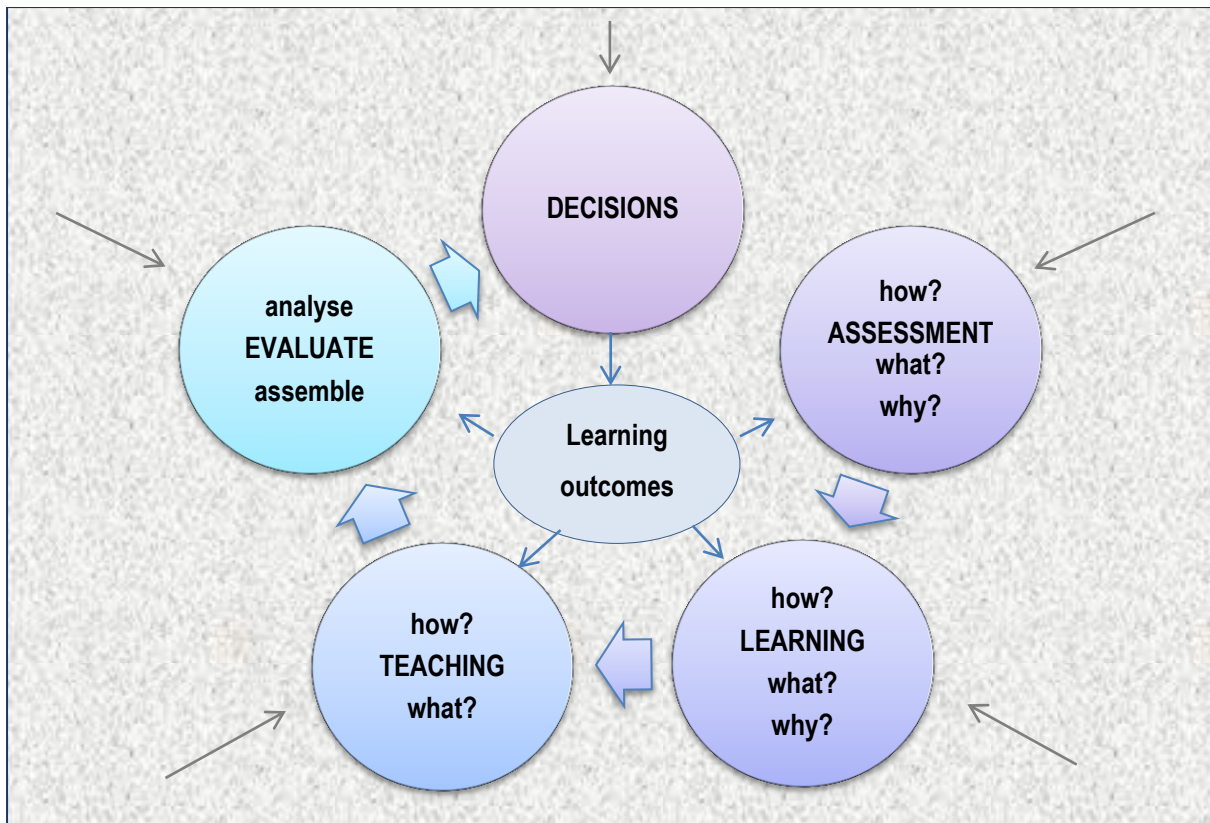 DECISIONS
how?
ASSESSMENT
what?
why?
how?
LEARNING
what?
why?
how?
TEACHING
what?
analyse
EVALUATE
assemble
Learning
outcomes